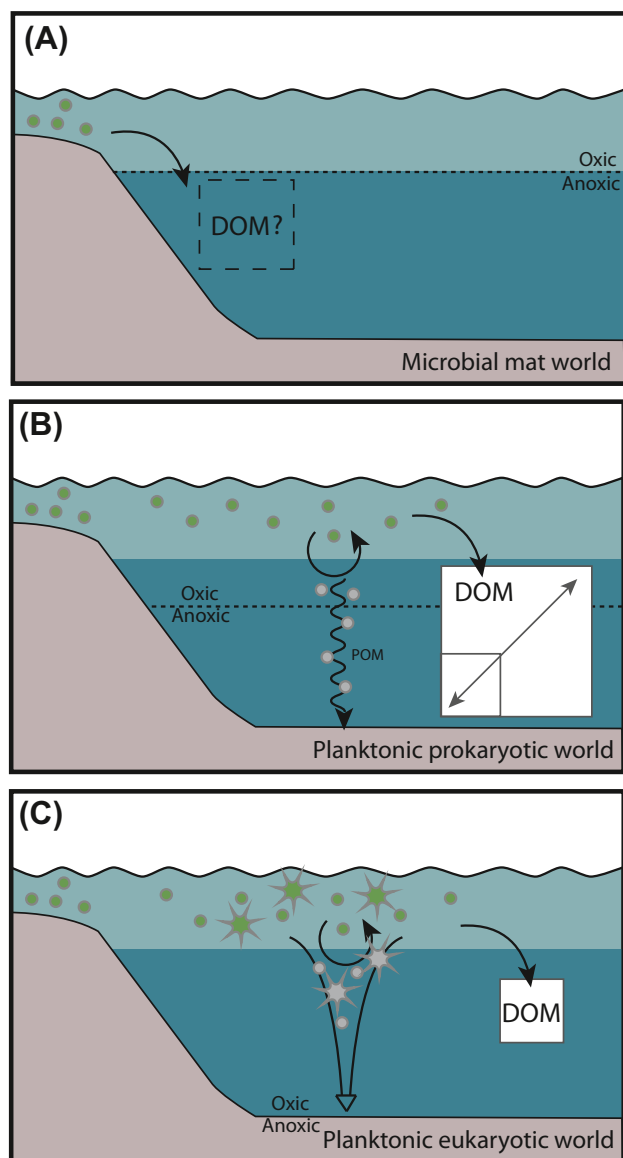 (A)
Oxic
Anoxic
DOM?
Microbial mat world
(B)
DOM
Oxic
Anoxic
POM
Planktonic prokaryotic world
(C)
DOM
Oxic
Anoxic
Planktonic eukaryotic world